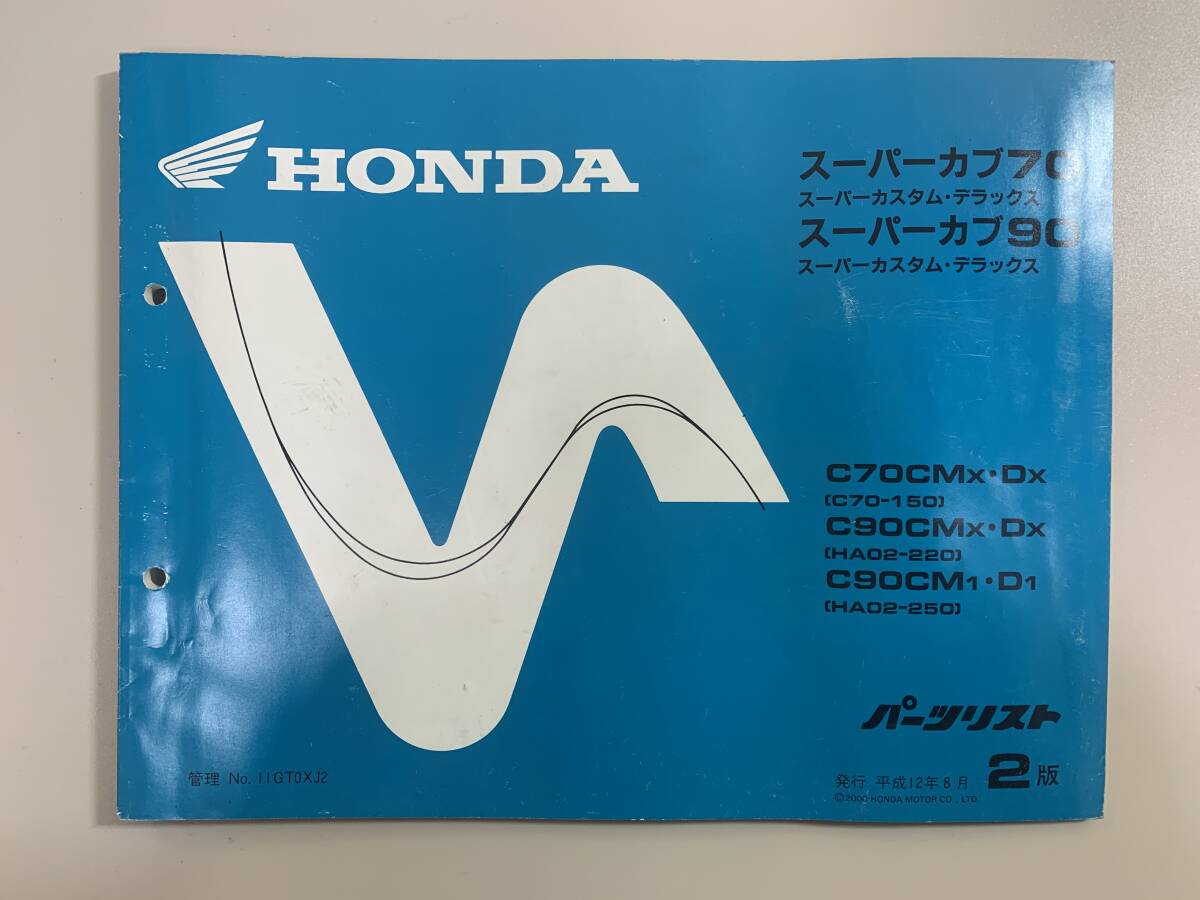 HONDA
スーパーカブ70
スーパーカスタム・デラックス
スーパーカブ90
スーパーカスタム・デラックス
C70CMX・DX
(C70-150)
C90CMX・DX
(HA02-220)
C90CM1・D1
(HA02-250)
パーツリスト
管理 No. 11GT0XJ2
発行 平成12年8月 2版
©2000 HONDA MOTOR CO., LTD.